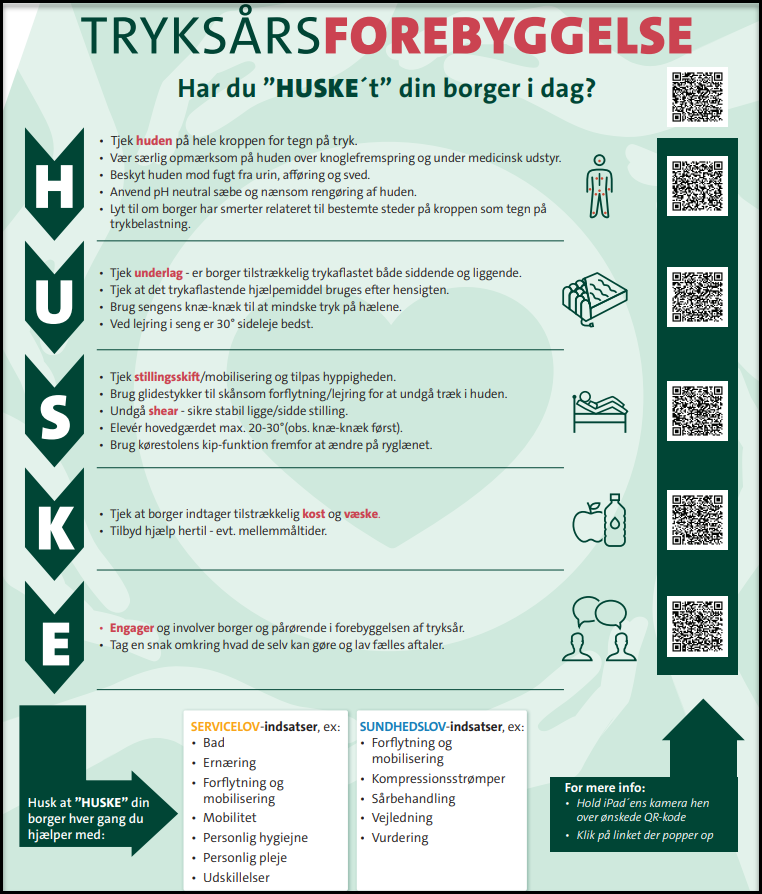 TRYKSÅRSFOREBYGGELSE
Har du ”HUSKE´t” din borger i dag?
H
• Tjek huden på hele kroppen for tegn på tryk.
• Vær særlig opmærksom på huden over knoglefremspring og under medicinsk udstyr.
• Beskyt huden mod fugt fra urin, afføring og sved.
• Anvend pH neutral sæbe og nænsom rengøring af huden.
• Lyt til om borger har smerter relateret til bestemte steder på kroppen som tegn på
trykbelastning.
U
• Tjek underlag - er borger tilstrækkelig trykaflastet både siddende og liggende.
• Tjek at det trykaflastende hjælpemiddel bruges efter hensigten.
• Brug sengens knæ-knæk til at mindske tryk på hælene.
• Ved lejring i seng er 30° sideleje bedst.
S
• Tjek stillingsskift/mobilisering og tilpas hyppigheden.
• Brug glidestykker til skånsom forflytning/lejring for at undgå træk i huden.
• Undgå shear - sikre stabil ligge/sidde stilling.
• Elevér hovedgærdet max. 20-30°(obs. knæ-knæk først).
• Brug kørestolens kip-funktion fremfor at ændre på ryglænet.
K
• Tjek at borger indtager tilstrækkelig kost og væske.
• Tilbyd hjælp hertil - evt. mellemmåltider.
E
• Engager og involver borger og pårørende i forebyggelsen af tryksår.
• Tag en snak omkring hvad de selv kan gøre og lav fælles aftaler.
Husk at ”HUSKE” din
borger hver gang du
hjælper med:
SERVICELOV-indsatser, ex:
• Bad
• Ernæring
• Forflytning og
mobilisering
• Mobilitet
• Personlig hygiejne
• Personlig pleje
• Udskillelser
SUNDHEDSLOV-indsatser, ex:
• Forflytning og
mobilisering
• Kompressionsstrømper
• Sårbehandling
• Vejledning
• Vurdering
For mere info:
• Hold iPad´ens kamera hen
over ønskede QR-kode
• Klik på linket der popper op